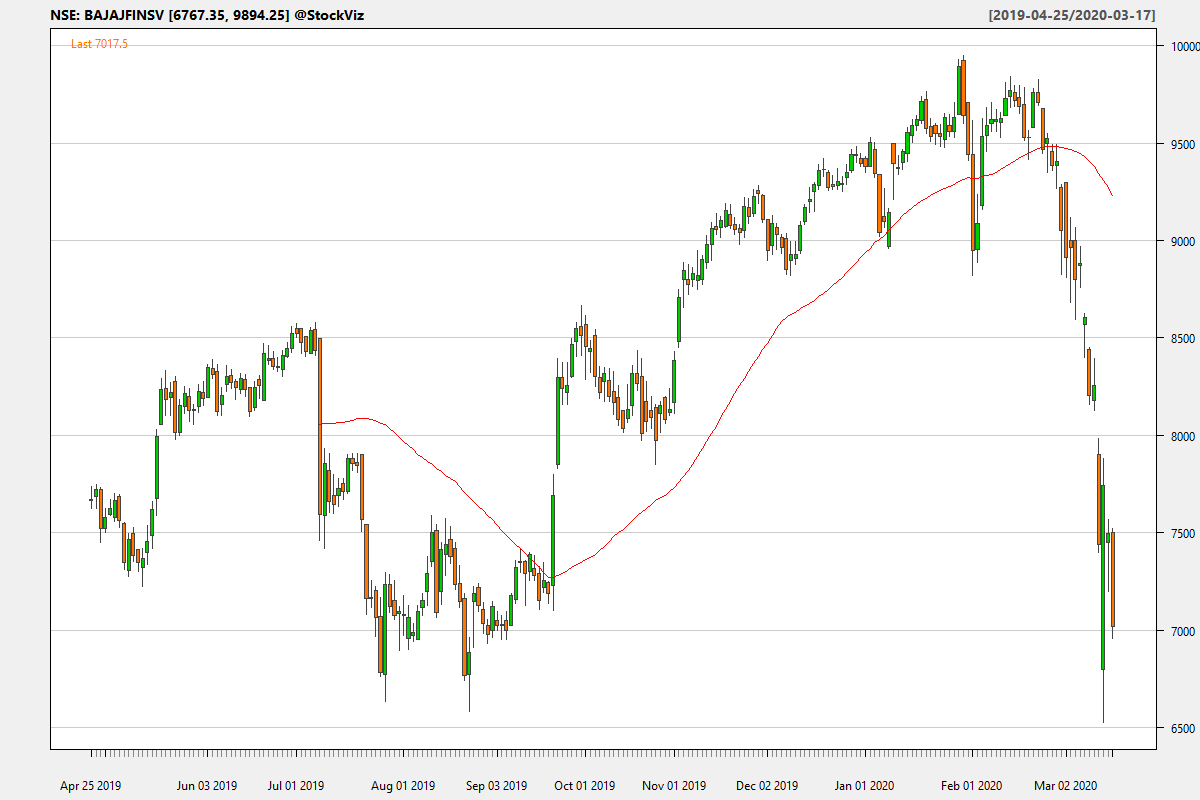 NSE: BAJAJFINSV [6767.35, 9894.25] @StockViz [2019-04-25/2020-03-17]
Last 7017.5
10000
9500
9000
8500
8000
7500
7000
6500
Apr 25 2019 Jun 03 2019 Jul 01 2019 Aug 01 2019 Sep 03 2019 Oct 01 2019 Nov 01 2019 Dec 02 2019 Jan 01 2020 Feb 01 2020 Mar 02 2020